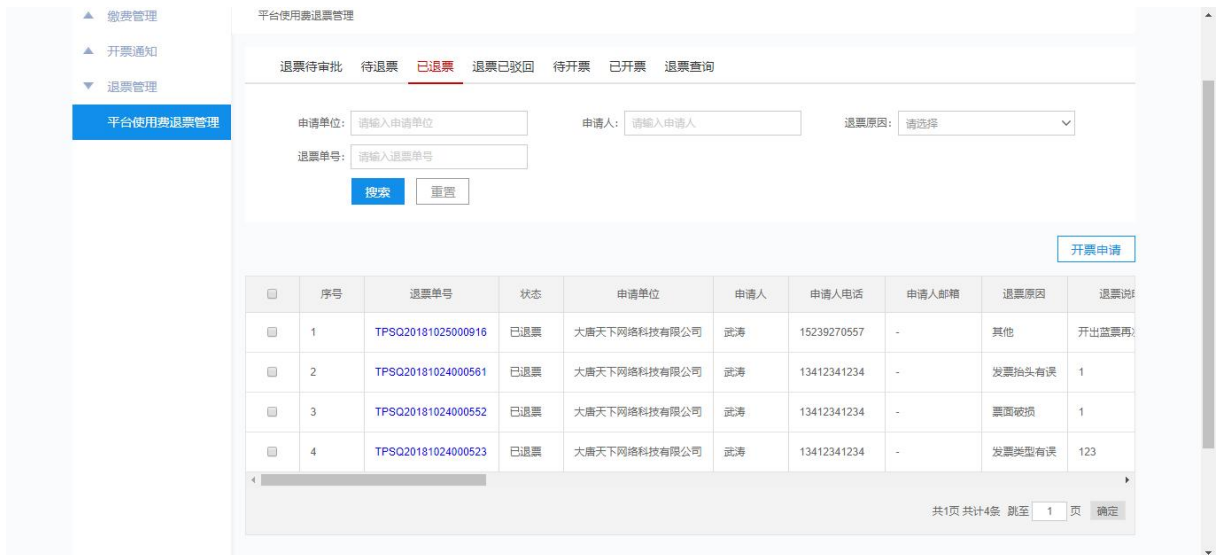 缴费管理
平台使用费退票管理
开票通知
退票管理
平台使用费退票管理
退票待审批 待退票 已退票 退票已驳回 待开票 已开票 退票查询
申请单位: 请输入申请单位 申请人: 请输入申请人 退票原因: 请选择
退票单号: 请输入退票单号
搜索 重置
开票申请
序号 退票单号 状态 申请单位 申请人 申请人电话 申请人邮箱 退票原因 退票说
1 TPSQ20181025000916 已退票 大唐天下网络科技有限公司 武涛 15239270557 - 其他 开出蓝票再
2 TPSQ20181024000561 已退票 大唐天下网络科技有限公司 武涛 13412341234 - 发票抬头有误 1
3 TPSQ20181024000552 已退票 大唐天下网络科技有限公司 武涛 13412341234 - 票面破损 1
4 TPSQ20181024000523 已退票 大唐天下网络科技有限公司 武涛 13412341234 - 发票类型有误 123
共1页 共计4条 跳至 1 页 确定